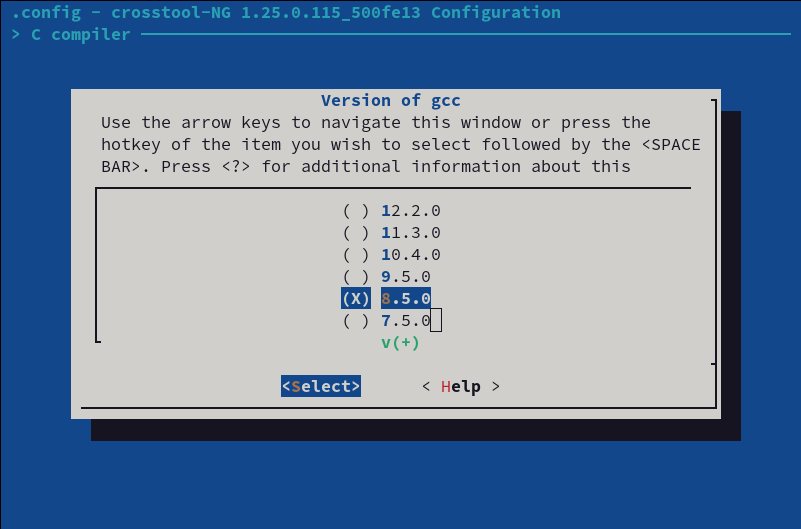 .config - crosstool-NG 1.25.0.115_500fe13 Configuration
> C compiler
Version of gcc
Use the arrow keys to navigate this window or press the
hotkey of the item you wish to select followed by the <SPACE
BAR>. Press <?> for additional information about this
( ) 12.2.0
( ) 11.3.0
( ) 10.4.0
( ) 9.5.0
(X) 8.5.0
( ) 7.5.0
v(+)
<Select> < Help >